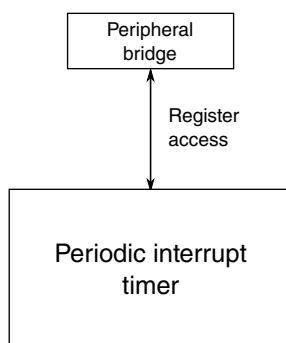 Peripheral
bridge
Register
access
Periodic interrupt
timer